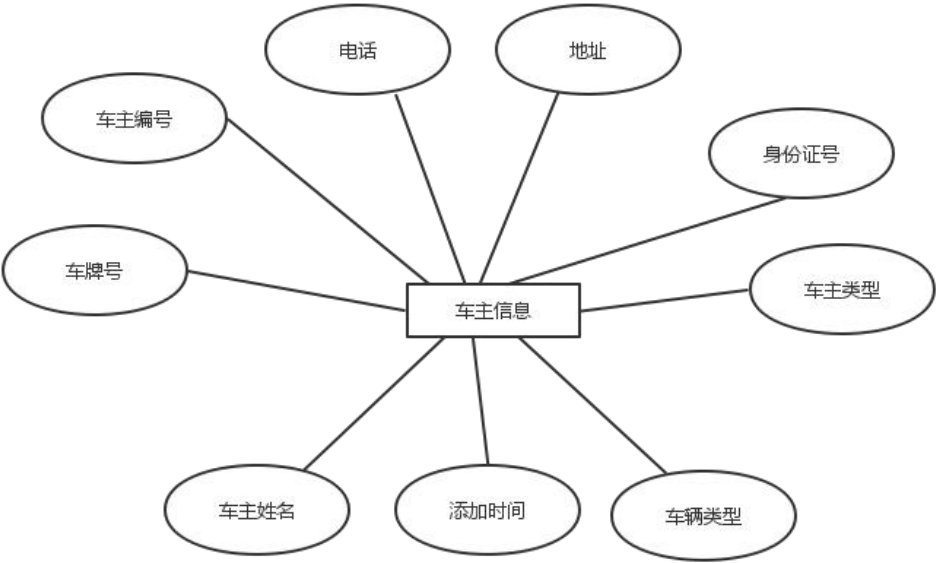 电话
地址
车主编号
身份证号
车牌号
车主类型
车主信息
车主姓名
添加时间
车辆类型